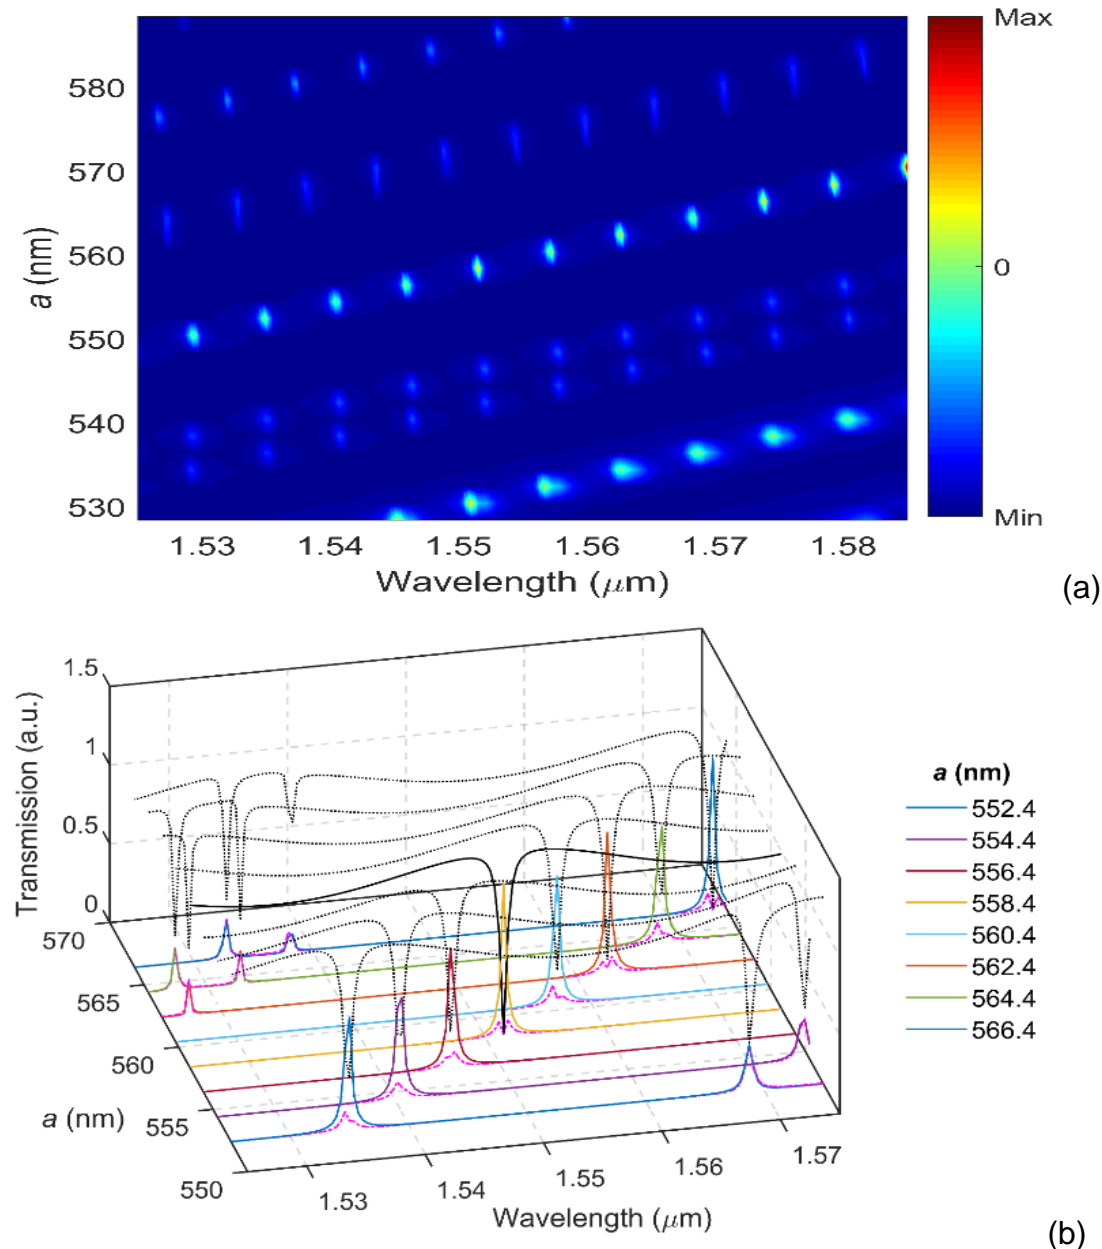 Max
580
570
560
0
a (nm)
550
540
530
Min
1.53 1.54 1.55 1.56 1.57 1.58
Wavelength (μm)
(a)
1.5
1
0.5
0
Transmission (a.u.)
570
565
560
555
550
a (nm)
1.53 1.54 1.55 1.56 1.57
Wavelength (μm)
a (nm)
552.4
554.4
556.4
558.4
560.4
562.4
564.4
566.4
(b)